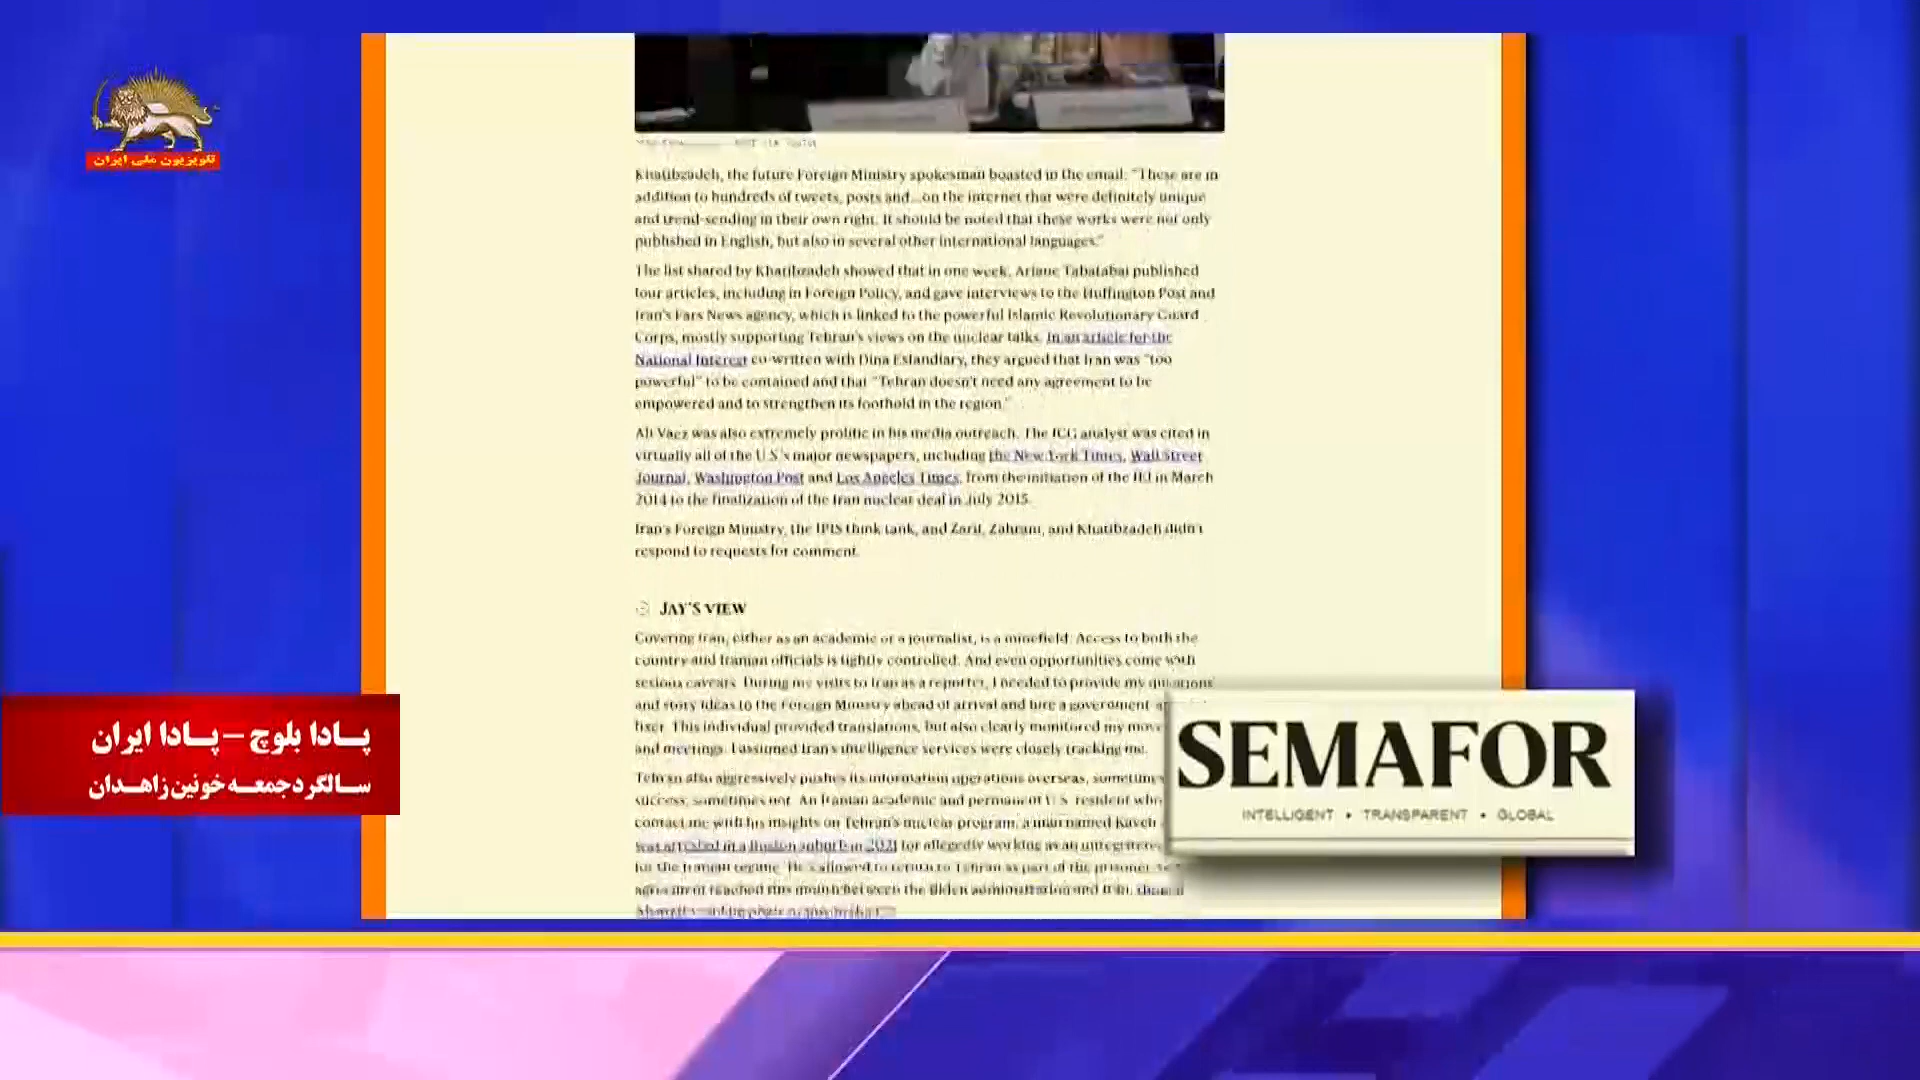 تلویزیون ملی ایران
Khatibzadeh, the future Foreign Ministry spokesman boasted in the email: "These are in
addition to hundreds of tweets, posts and...on the internet that were definitely unique
and trend-sending in their own right. It should be noted that these works were not only
published in English, but also in several other international languages."
The list shared by Khatibzadeh showed that in one week, Ariane Tabatabai published
four articles, including in Foreign Policy, and gave interviews to the Huffington Post and
Iran's Fars News agency, which is linked to the powerful Islamic Revolutionary Guard
Corps, mostly supporting Tehran's views on the nuclear talks. In an article for the
National Interest co-written with Dina Esfandiary, they argued that Iran was "too
powerful" to be contained and that "Tehran doesn't need any agreement to be
empowered and to strengthen its foothold in the region."
Ali Vaez was also extremely prolific in his media outreach. The ICG analyst was cited in
virtually all of the U.S.'s major newspapers, including the New York Times, Wall Street
Journal, Washington Post and Los Angeles Times, from the initiation of the IEI in March
2014 to the finalization of the Iran nuclear deal in July 2015.
Iran's Foreign Ministry, the IPIS think tank, and Zarif, Zahrani, and Khatibzadeh didn't
respond to requests for comment.
JAY'S VIEW
Covering Iran, either as an academic or a journalist, is a minefield: Access to both the
country and Iranian officials is tightly controlled. And even opportunities come with
serious caveats. During my visits to Iran as a reporter, I needed to provide my questions
and story ideas to the Foreign Ministry ahead of arrival and hire a government
fixer. This individual provided translations, but also clearly monitored my
and meetings. I assumed Iran's intelligence services were closely tracking me.
Tehran also aggressively pushes its information operations overseas,
success, sometimes not. An Iranian academic and permanent U.S. resident who
contact me with his insights on Tehran's nuclear program, a man named Kaveh
was arrested in a Boston suburb in 2021 for allegedly working as an
for the Iranian regime. He's allowed to return to Tehran as part of the prisoner
agreement reached this month between the Biden administration and Iran,
پادا بلوچ – پادا ایران
سالگرد جمعه خونین زاهدان
SEMAFOR
INTELLIGENT • TRANSPARENT • GLOBAL